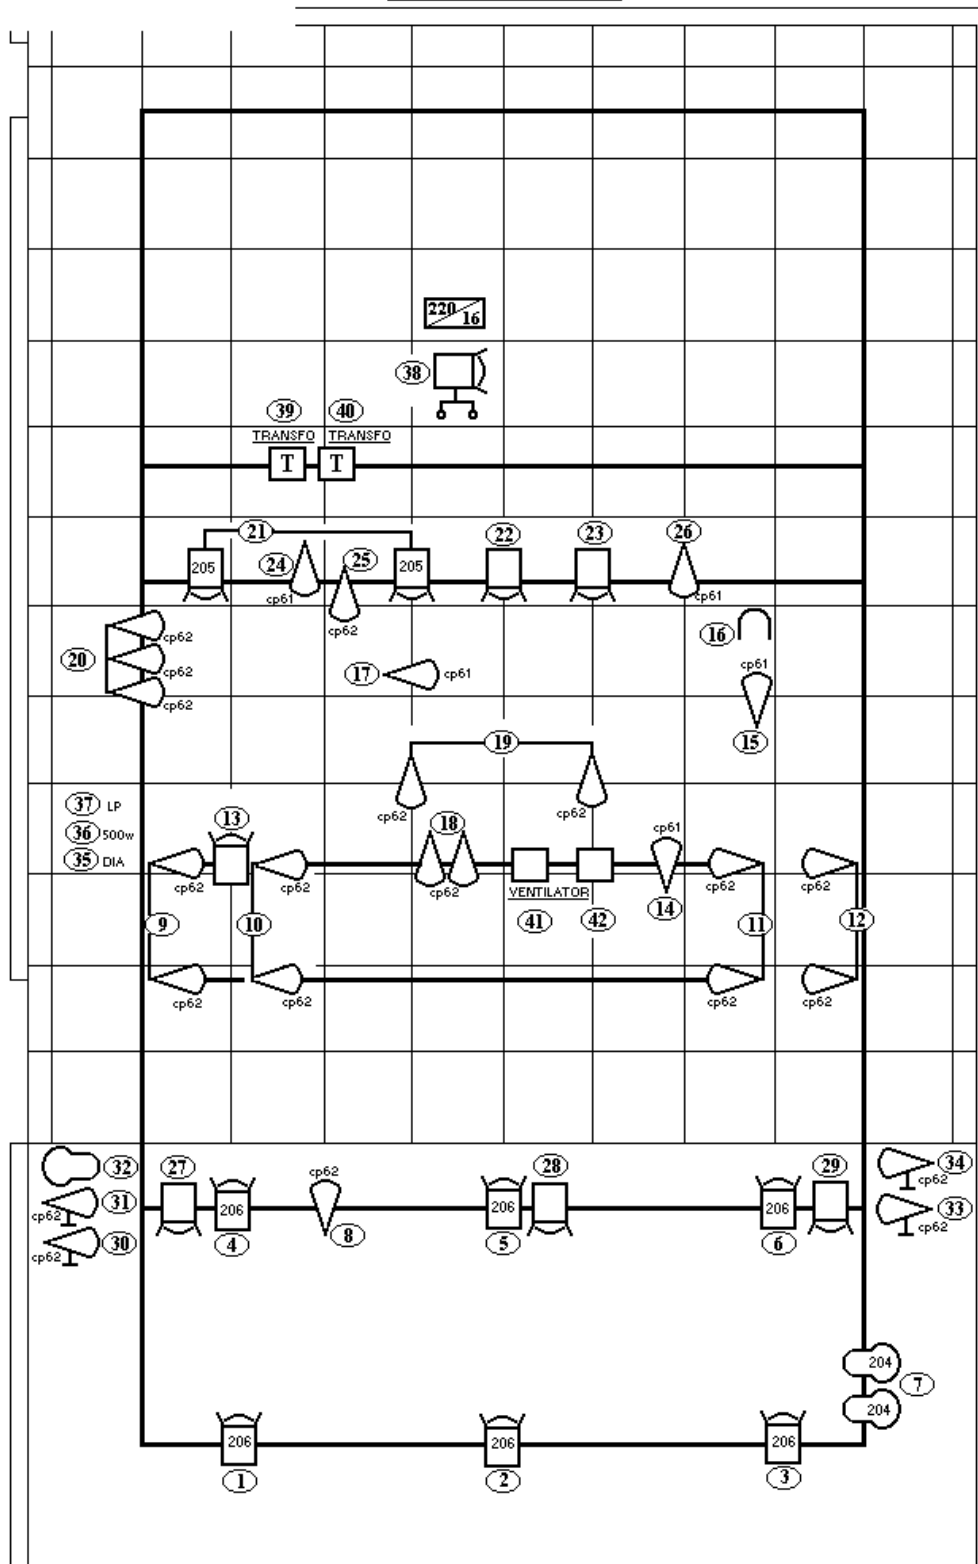 220 16
38
39 40
TRANSFO TRANSFO
T T
21 22 23 26
205 24 25 205
cp61 cp62 cp61
16
20 cp62
cp62
cp62
17 cp61
cp61
15
19
37 LP
36 500w
35 DIA
13 cp62 18 cp62 cp61
cp62 cp62 cp62 cp62 cp62
VENTILATOR
9 10 41 42 14 11 12
cp62 cp62 cp62 cp62
32 27 cp62 28 29 34
cp62
31 206 206 206 33
cp62 cp62
30 4 8 5 6
cp62
204
7
204
206 206 206
1 2 3